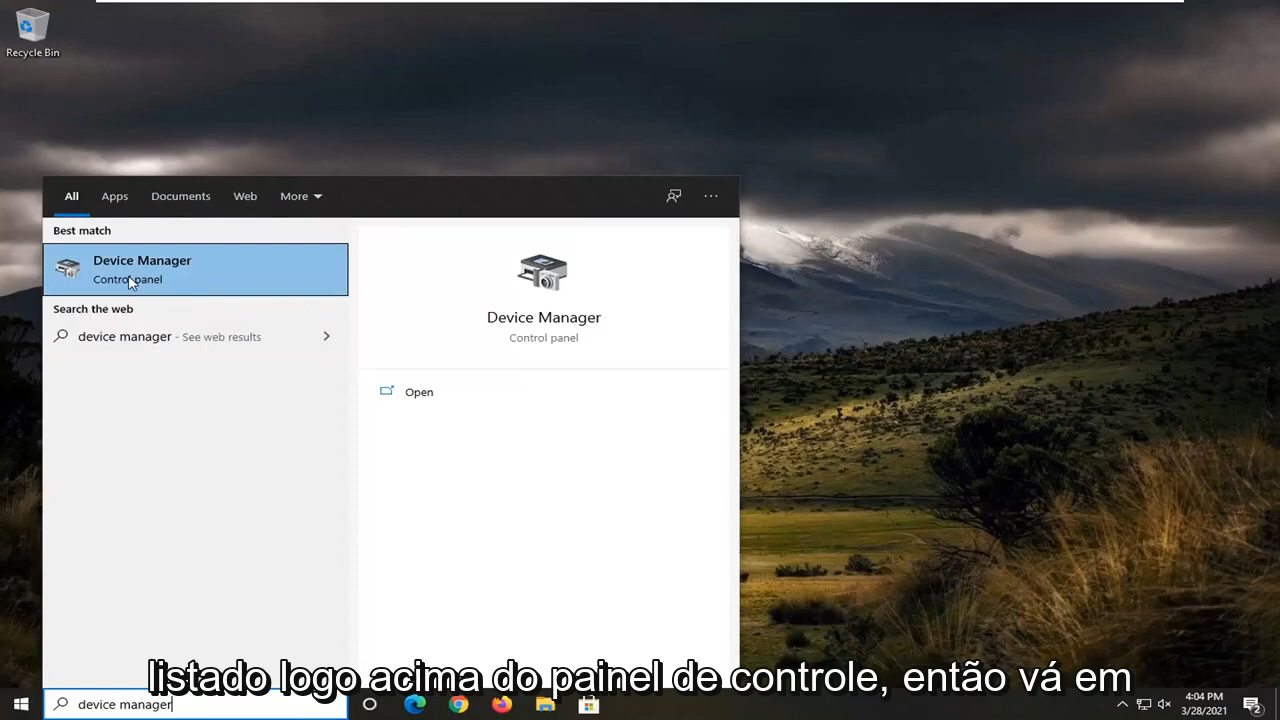 Recycle Bin
All Apps Documents Web More
Best match
Device Manager
Control panel
Search the web
device manager - See web results
Device Manager
Control panel
Open
listado logo acima do painel de controle, então vá em
device manager
4:04 PM
3/28/2021
2